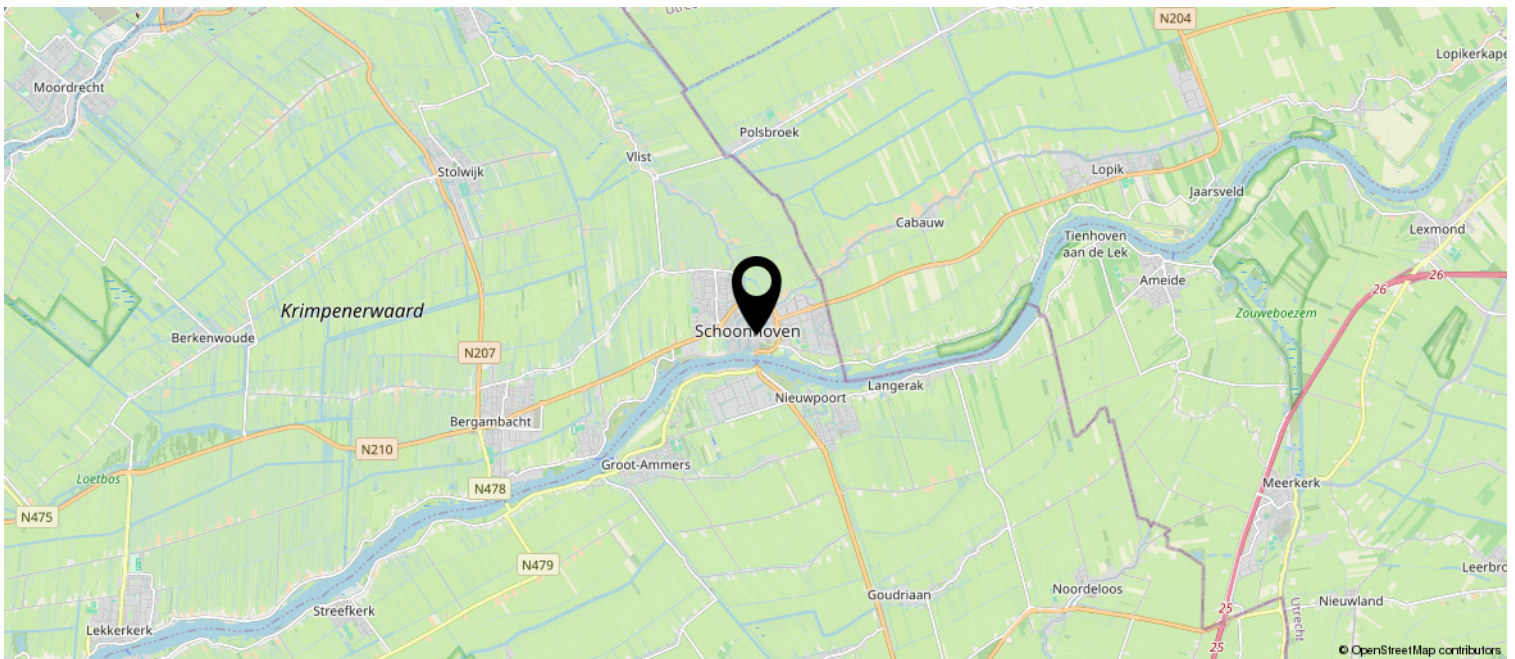 Utrec
N204
Lopikerkape
Moordrecht
Polsbroek
Vlist
Stolwijk
Lopik
Jaarsveld
Cabauw
Tienhoven
aan de Lek
Lexmond
Ameide
26
26
Krimpenerwaard
Zouweboezem
Berkenwoude
Schoonhoven
N207
Langerak
Nieuwpoort
Bergambacht
N210
Groot-Ammers
Loetbos
N478
Meerkerk
N475
N479
Leerbro
Goudriaan
Noordeloos
Nieuwland
Streefkerk
25
Utrecht
Lekkerkerk
25
© OpenStreetMap contributors